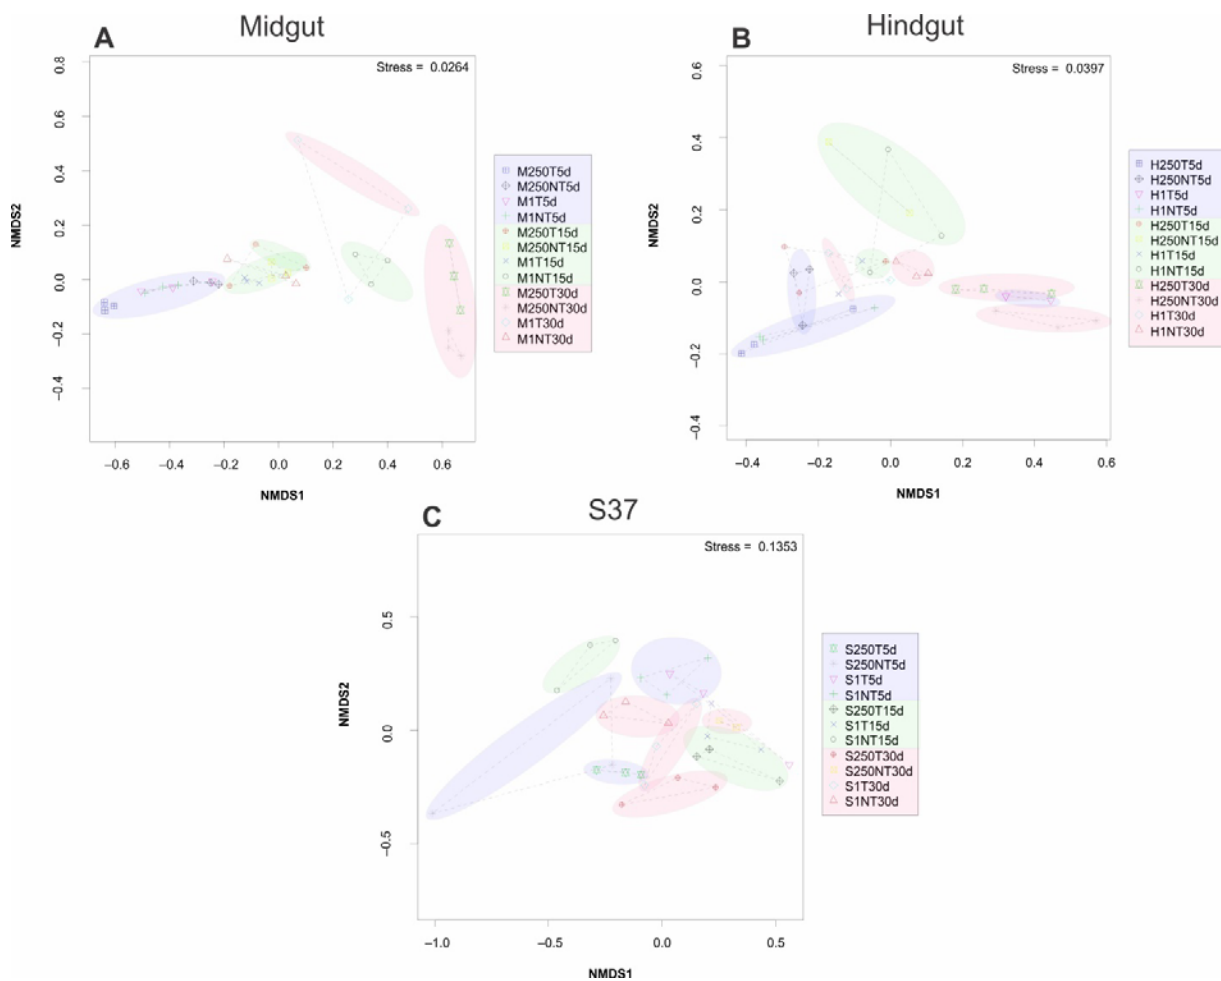 A
Midgut
Stress = 0.0264
0.8
0.6
0.4
0.2
0.0
−0.2
−0.4
NMDS2
−0.6
−0.4
−0.2
0.0
0.2
0.4
0.6
NMDS1
M250T5d
M250NT5d
M1T5d
M1NT5d
M250T15d
M250NT15d
M1T15d
M1NT15d
M250T30d
M250NT30d
M1T30d
M1NT30d
B
Hindgut
Stress = 0.0397
0.6
0.4
0.2
0.0
−0.2
−0.4
NMDS2
−0.4
−0.2
0.0
0.2
0.4
0.6
NMDS1
H250T5d
H250NT5d
H1T5d
H1NT5d
H250T15d
H250NT15d
H1T15d
H1NT15d
H250T30d
H250NT30d
H1T30d
H1NT30d
C
S37
Stress = 0.1353
0.5
0.0
−0.5
NMDS2
−1.0
−0.5
0.0
0.5
NMDS1
S250T5d
S250NT5d
S1T5d
S1NT5d
S250T15d
S1T15d
S1NT15d
S250T30d
S250NT30d
S1T30d
S1NT30d